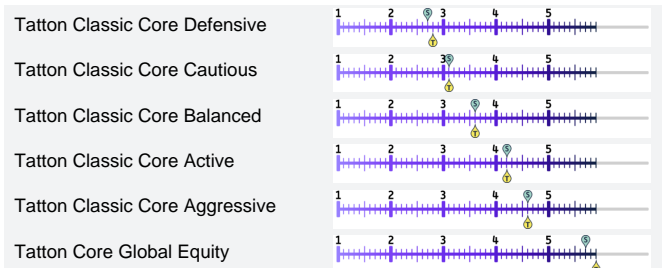 1 2 3 4 5
Tatton Classic Core Defensive S
T
1 2 3 4 5
Tatton Classic Core Cautious S
T
1 2 3 4 5
Tatton Classic Core Balanced S
T
1 2 3 4 5
Tatton Classic Core Active S
T
1 2 3 4 5
Tatton Classic Core Aggressive S
T
1 2 3 4 5
Tatton Core Global Equity S